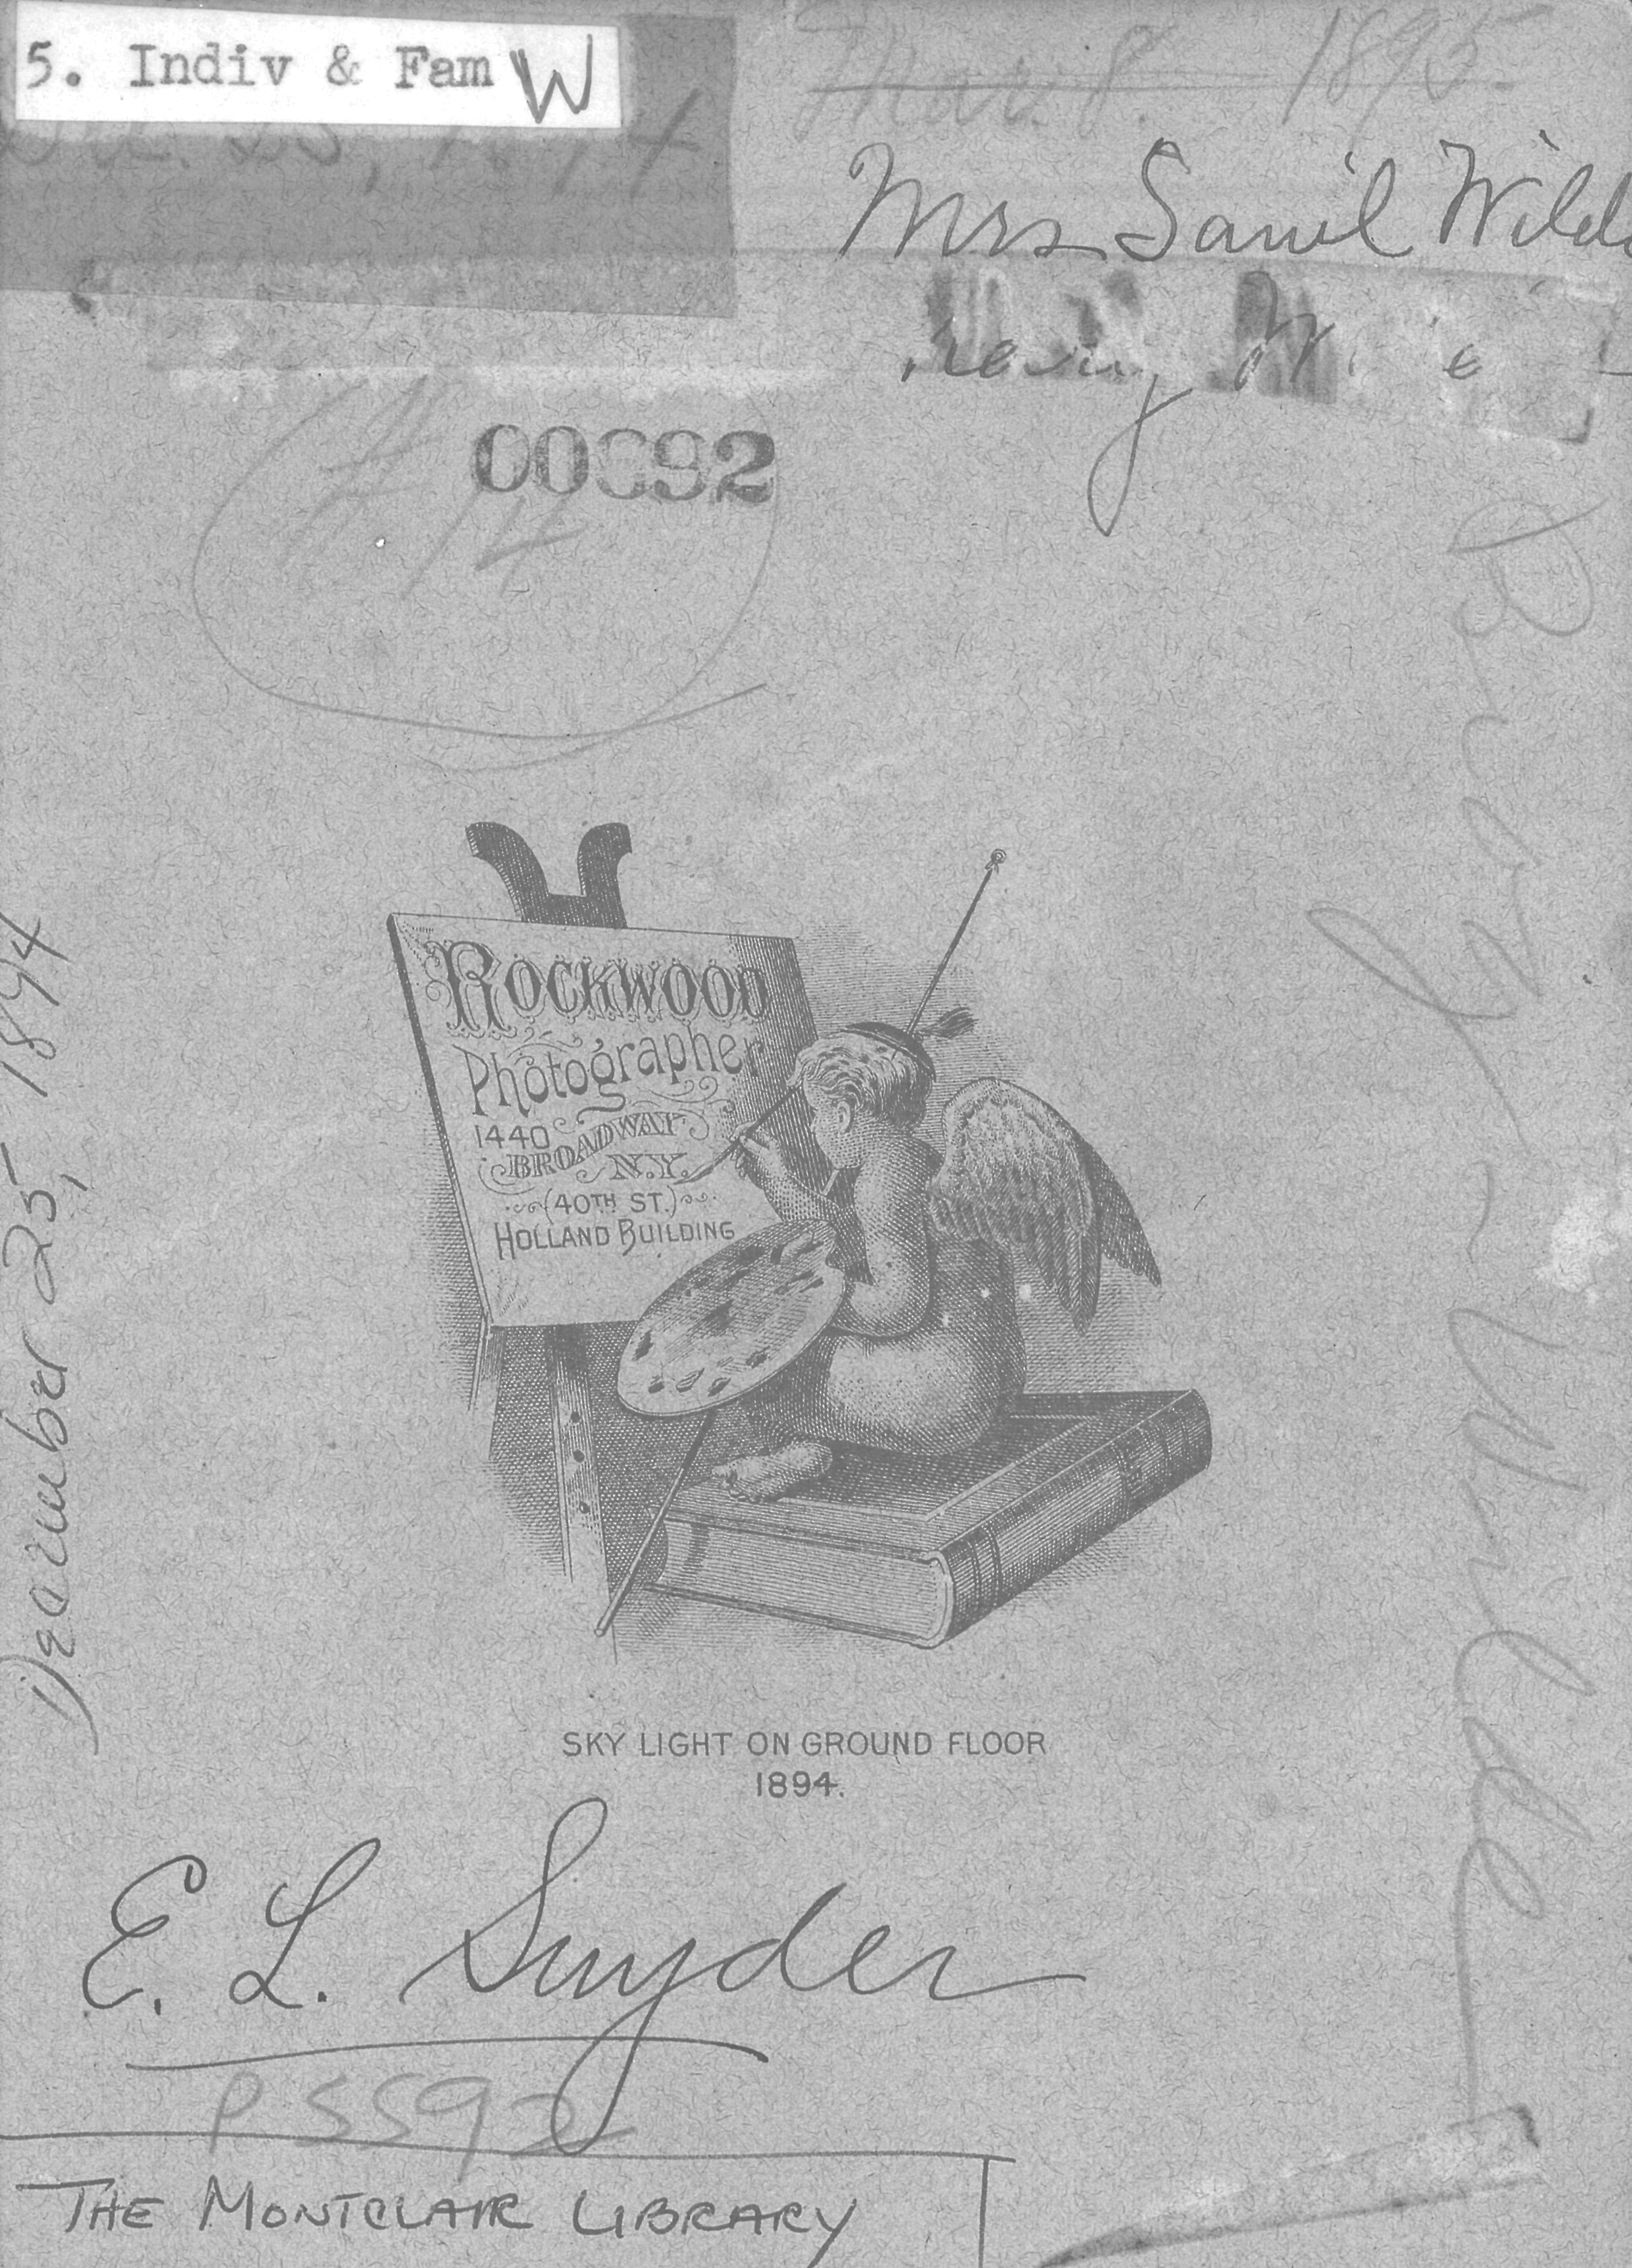 5. Indiv & Fam W
Mar. 8. 1895.
Mrs Saml Wilde
00692
Rockwood
Photographer
1440 BROADWAY
N.Y.
(40TH ST.)
HOLLAND BUILDING
December 25, 1894
SKY LIGHT ON GROUND FLOOR
1894.
E. L. Snyder
P5592
THE MONTCLAIR LIBRARY
Wilde